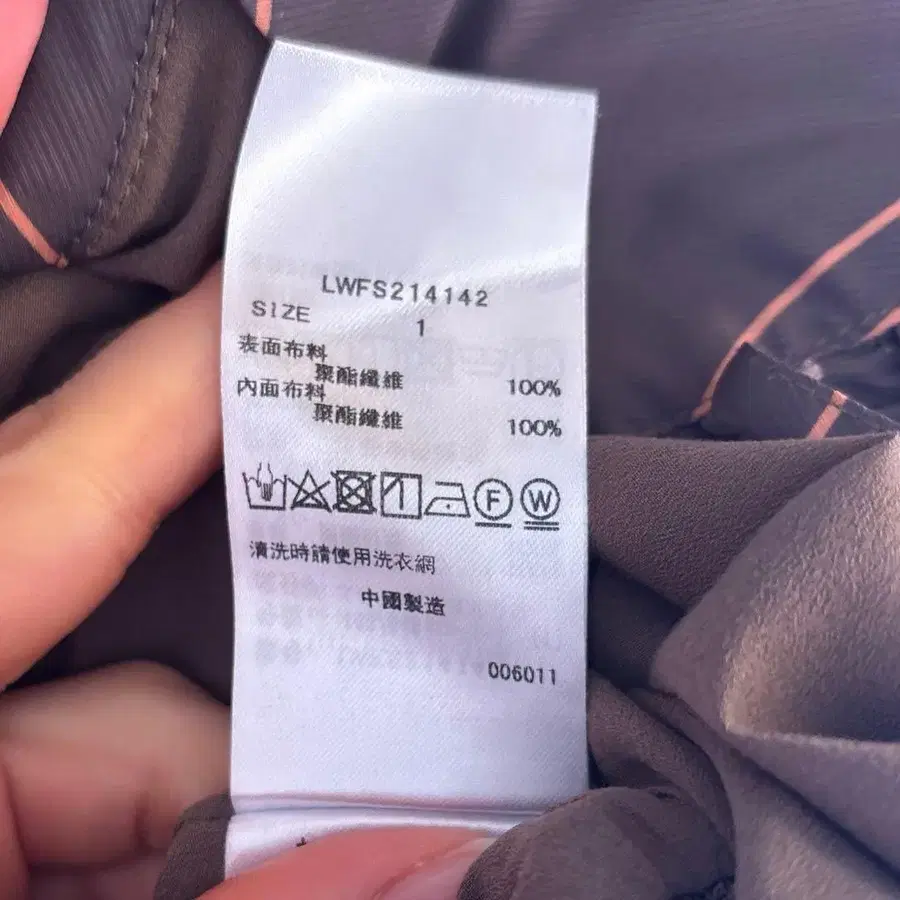 LWFS214142
SIZE 1
表面布料
聚酯纖維 100%
內面布料
聚酯纖維 100%
F W
清洗時請使用洗衣網
中國製造
006011